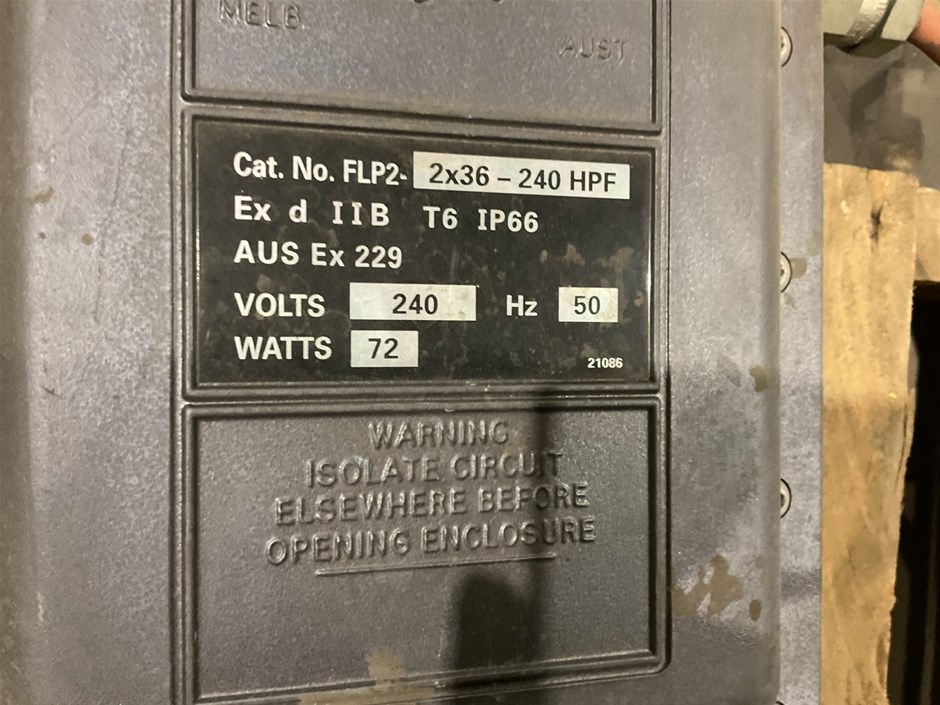 MELB
AUST
Cat. No. FLP2- 2x36 – 240 HPF
Ex d IIB T6 IP66
AUS Ex 229
VOLTS 240 Hz 50
WATTS 72
21086
WARNING
ISOLATE CIRCUIT
ELSEWHERE BEFORE
OPENING ENCLOSURE